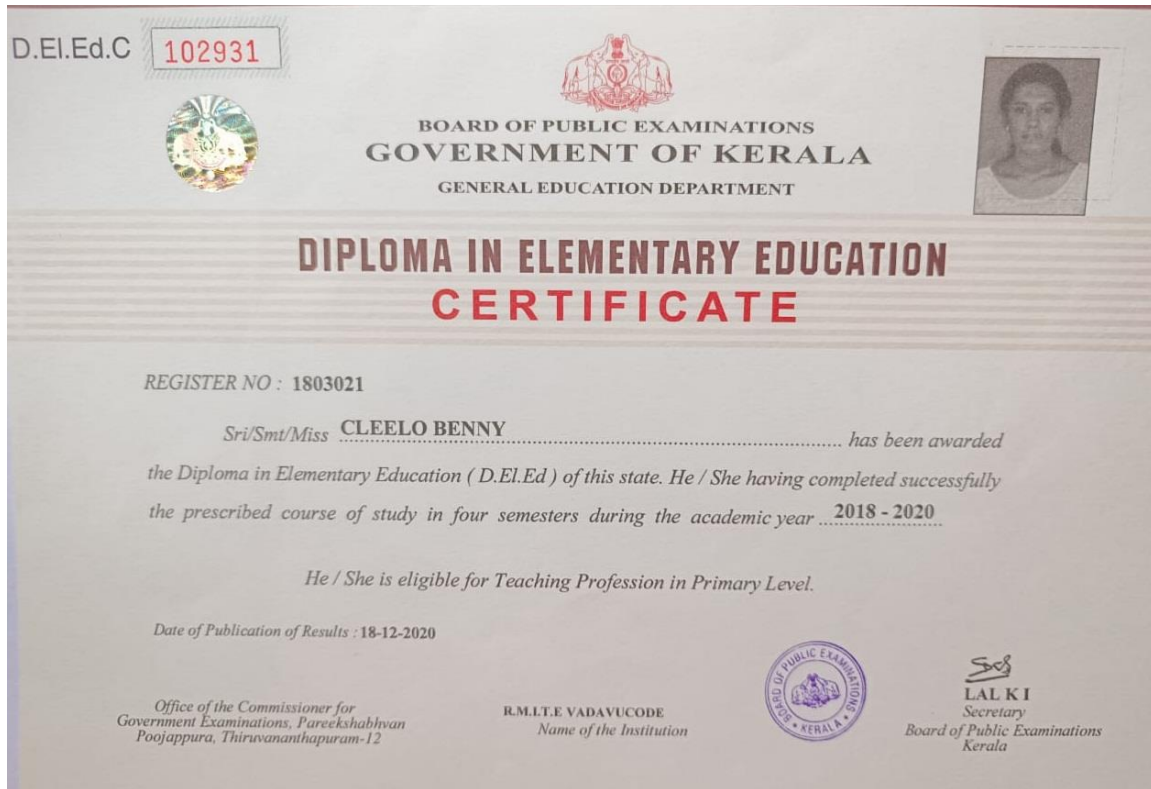 D.El.Ed.C 102931
BOARD OF PUBLIC EXAMINATIONS
GOVERNMENT OF KERALA
GENERAL EDUCATION DEPARTMENT
DIPLOMA IN ELEMENTARY EDUCATION
CERTIFICATE
REGISTER NO : 1803021
Sri/Smt/Miss CLEELO BENNY has been awarded
the Diploma in Elementary Education ( D.El.Ed ) of this state. He / She having completed successfully
the prescribed course of study in four semesters during the academic year 2018 - 2020
He / She is eligible for Teaching Profession in Primary Level.
Date of Publication of Results : 18-12-2020
Office of the Commissioner for
Government Examinations, Pareekshabhvan
Poojappura, Thiruvananthapuram-12
R.M.I.T.E VADAVUCODE
Name of the Institution
BOARD OF PUBLIC EXAMINATIONS
KERALA
LAL K I
Secretary
Board of Public Examinations
Kerala